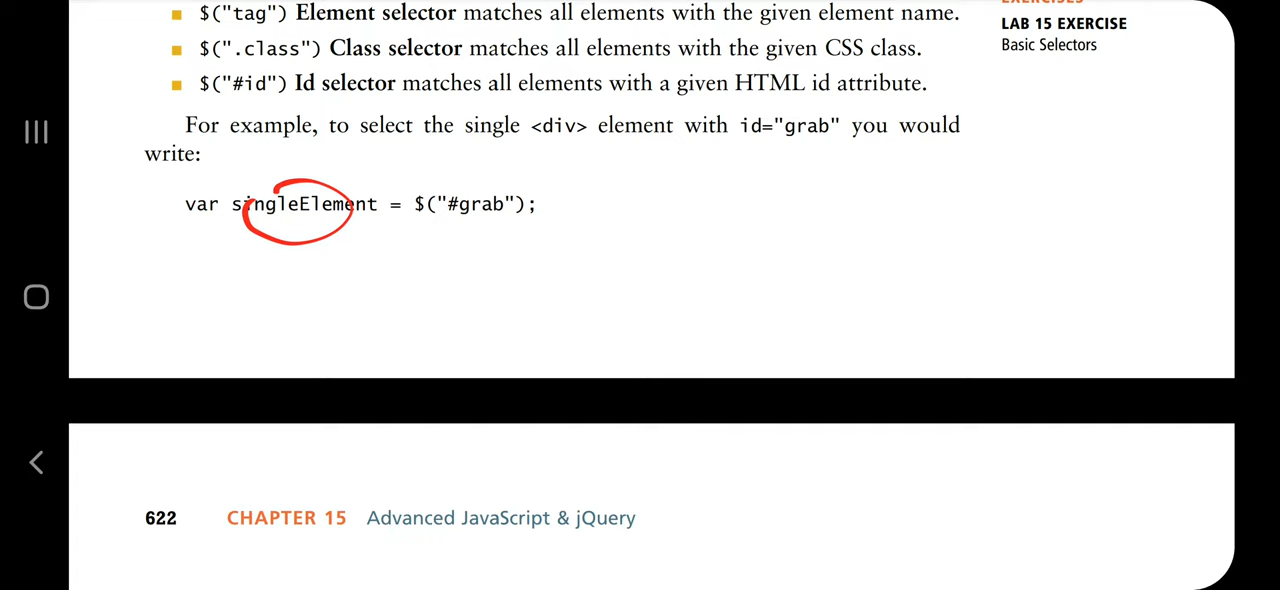 $("tag") Element selector matches all elements with the given element name.
$(".class") Class selector matches all elements with the given CSS class.
$("#id") Id selector matches all elements with a given HTML id attribute.
For example, to select the single <div> element with id="grab" you would
write:
var singleElement = $("#grab");
EXERCISES
LAB 15 EXERCISE
Basic Selectors
622 CHAPTER 15 Advanced JavaScript & jQuery